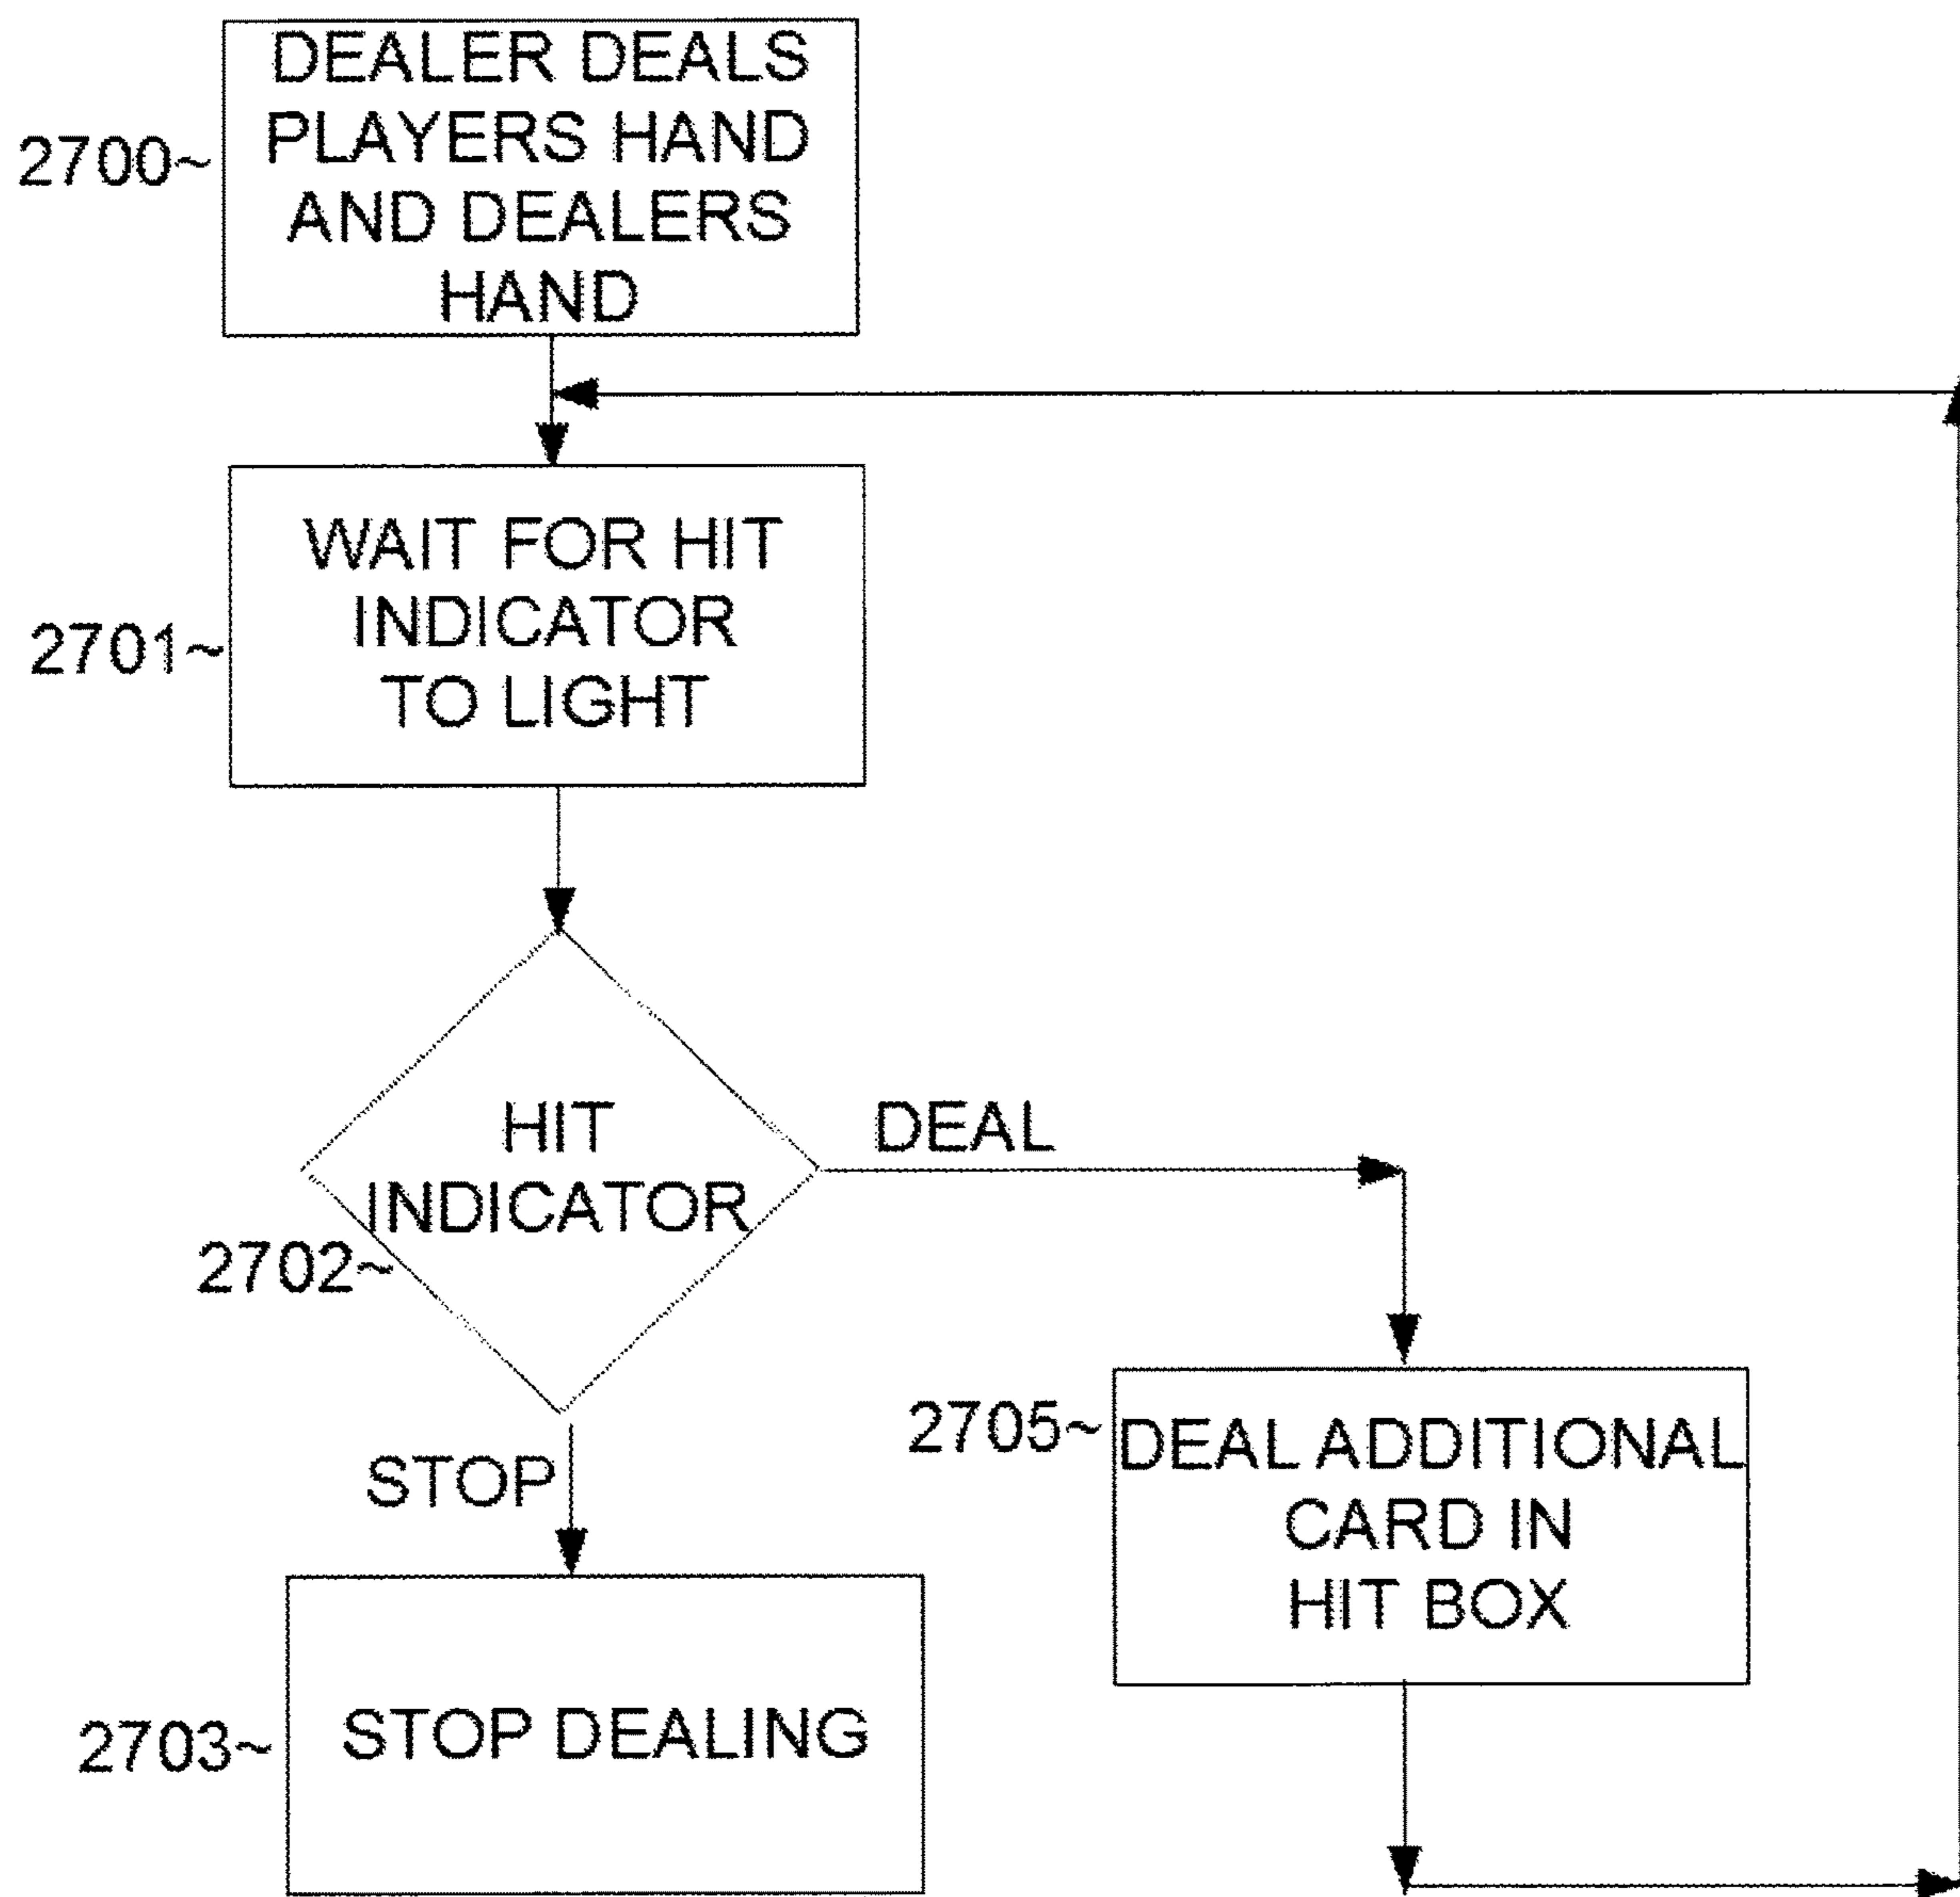 DEALER DEALS
PLAYERS HAND
AND DEALERS
HAND
2700~
WAIT FOR HIT
INDICATOR
TO LIGHT
2701~
HIT
INDICATOR
2702~
DEAL
STOP
2705~
DEAL ADDITIONAL
CARD IN
HIT BOX
2703~
STOP DEALING